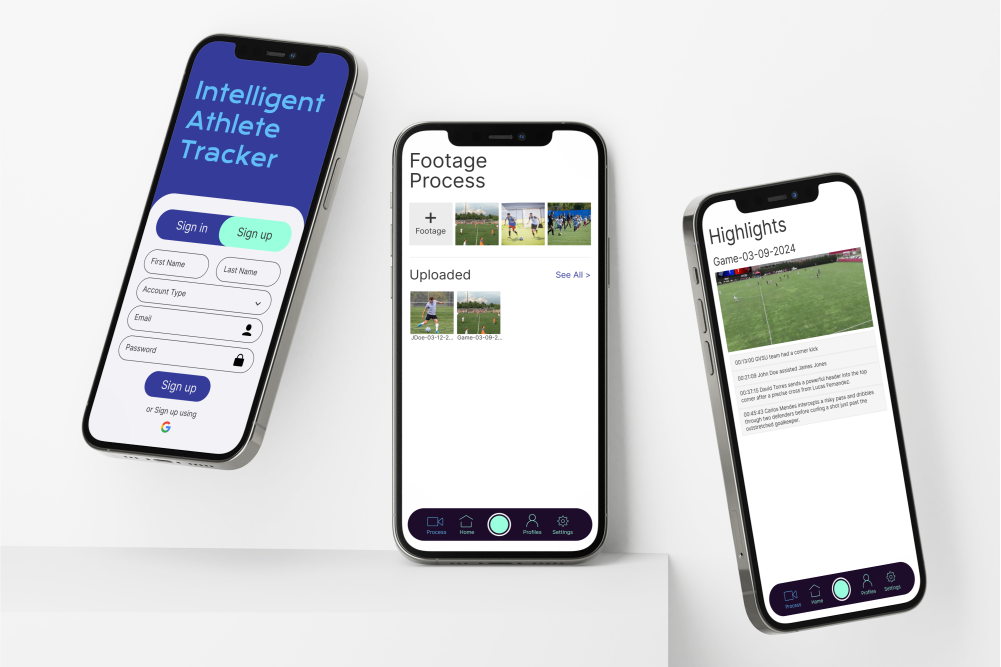 Intelligent
Athlete
Tracker
Sign in
Sign up
First Name
Last Name
Account Type
Email
Password
Sign up
or Sign up using
Footage
Process
Footage
Uploaded
See All >
JDoe-03-12-2...
Game-03-09-2...
Process
Home
Profiles
Settings
Highlights
Game-03-09-2024
00:13:00 GVSU team had a corner kick
00:21:09 John Doe assisted James Jones
00:37:15 David Torres sends a powerful header into the top
corner after a precise cross from Lucas Fernandez.
00:45:43 Carlos Mendes intercepts a risky pass and dribbles
through two defenders before curling a shot just past the
outstretched goalkeeper.
Process
Home
Profiles
Settings